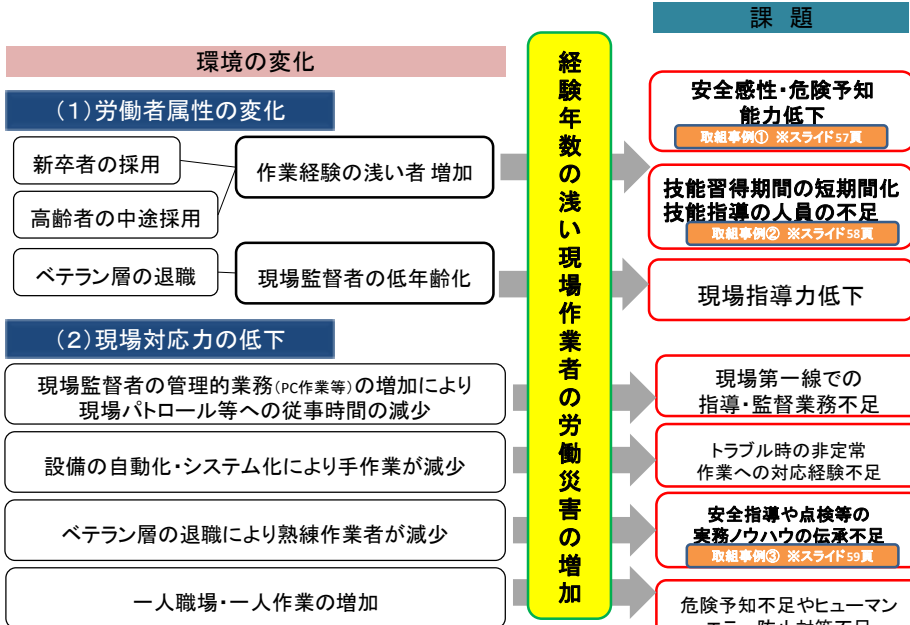 課 題
環境の変化
(1)労働者属性の変化
新卒者の採用
高齢者の中途採用
作業経験の浅い者 増加
ベテラン層の退職
現場監督者の低年齢化
(2)現場対応力の低下
現場監督者の管理的業務(PC作業等)の増加により
現場パトロール等への従事時間の減少
設備の自動化・システム化により手作業が減少
ベテラン層の退職により熟練作業者が減少
一人職場・一人作業の増加
経験年数の浅い現場作業者の労働災害の増加
安全感性・危険予知
能力低下
取組事例① ※スライド57頁
技能習得期間の短期間化
技能指導の人員の不足
取組事例② ※スライド58頁
現場指導力低下
現場第一線での
指導・監督業務不足
トラブル時の非定常
作業への対応経験不足
安全指導や点検等の
実務ノウハウの伝承不足
取組事例③ ※スライド59頁
危険予知不足やヒューマン
エラー防止対策不足